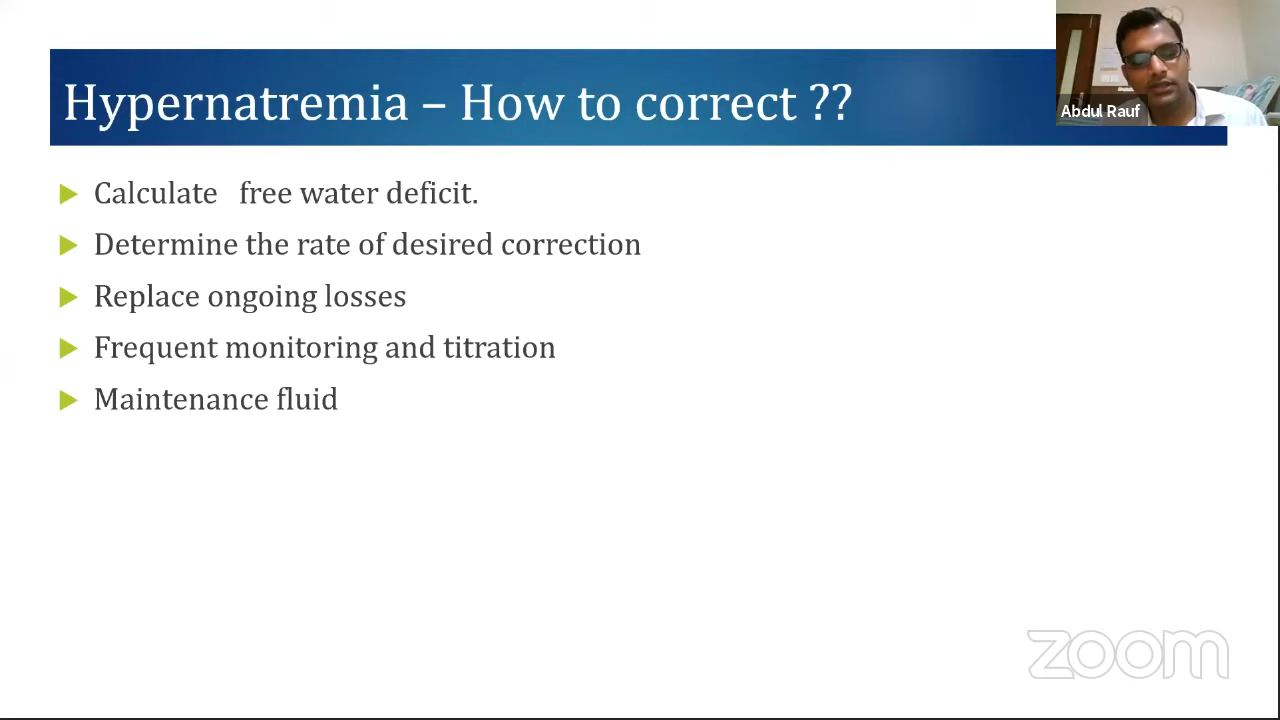 Hypernatremia – How to correct ??
Abdul Rauf
Calculate free water deficit.
Determine the rate of desired correction
Replace ongoing losses
Frequent monitoring and titration
Maintenance fluid
zoom